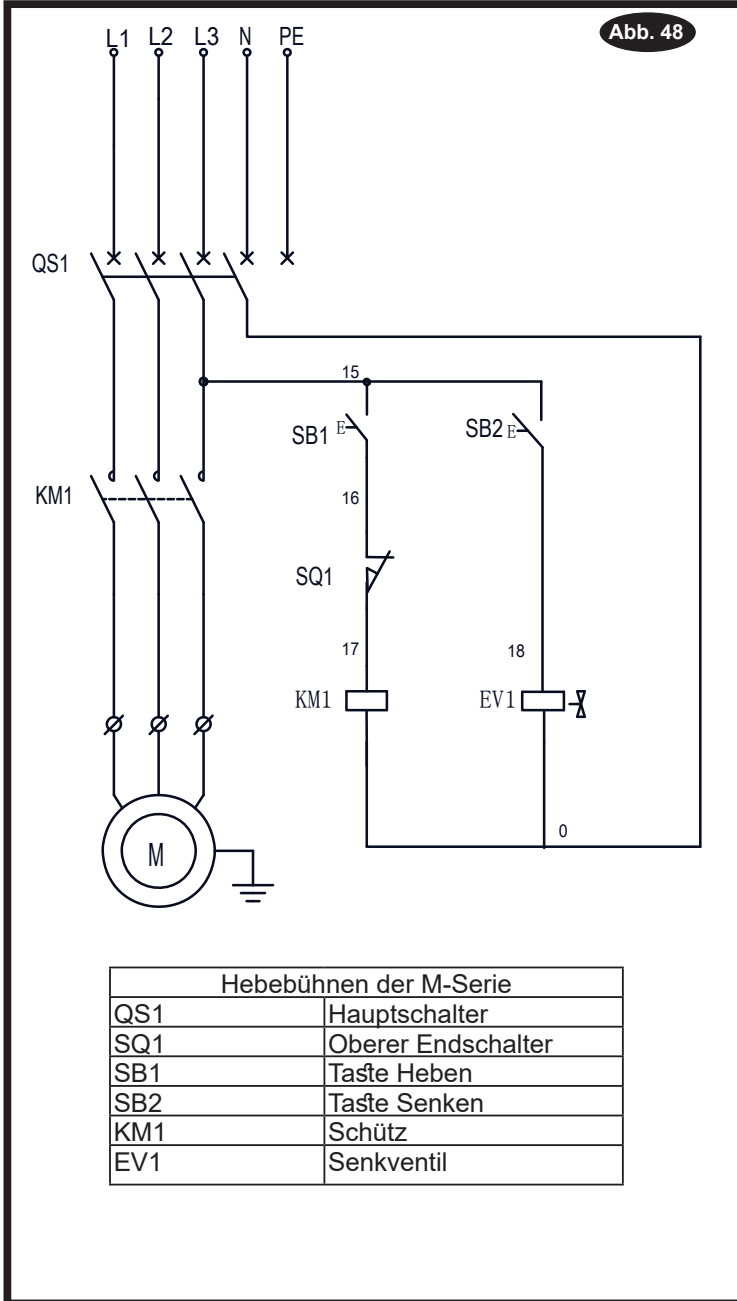 Abb. 48
L1 L2 L3 N PE
QS1
15
SB1 E
SB2 E
KM1
16
SQ1
17
18
KM1
EV1
0
M
Hebebühnen der M-Serie
QS1 Hauptschalter
SQ1 Oberer Endschalter
SB1 Taste Heben
SB2 Taste Senken
KM1 Schütz
EV1 Senkventil